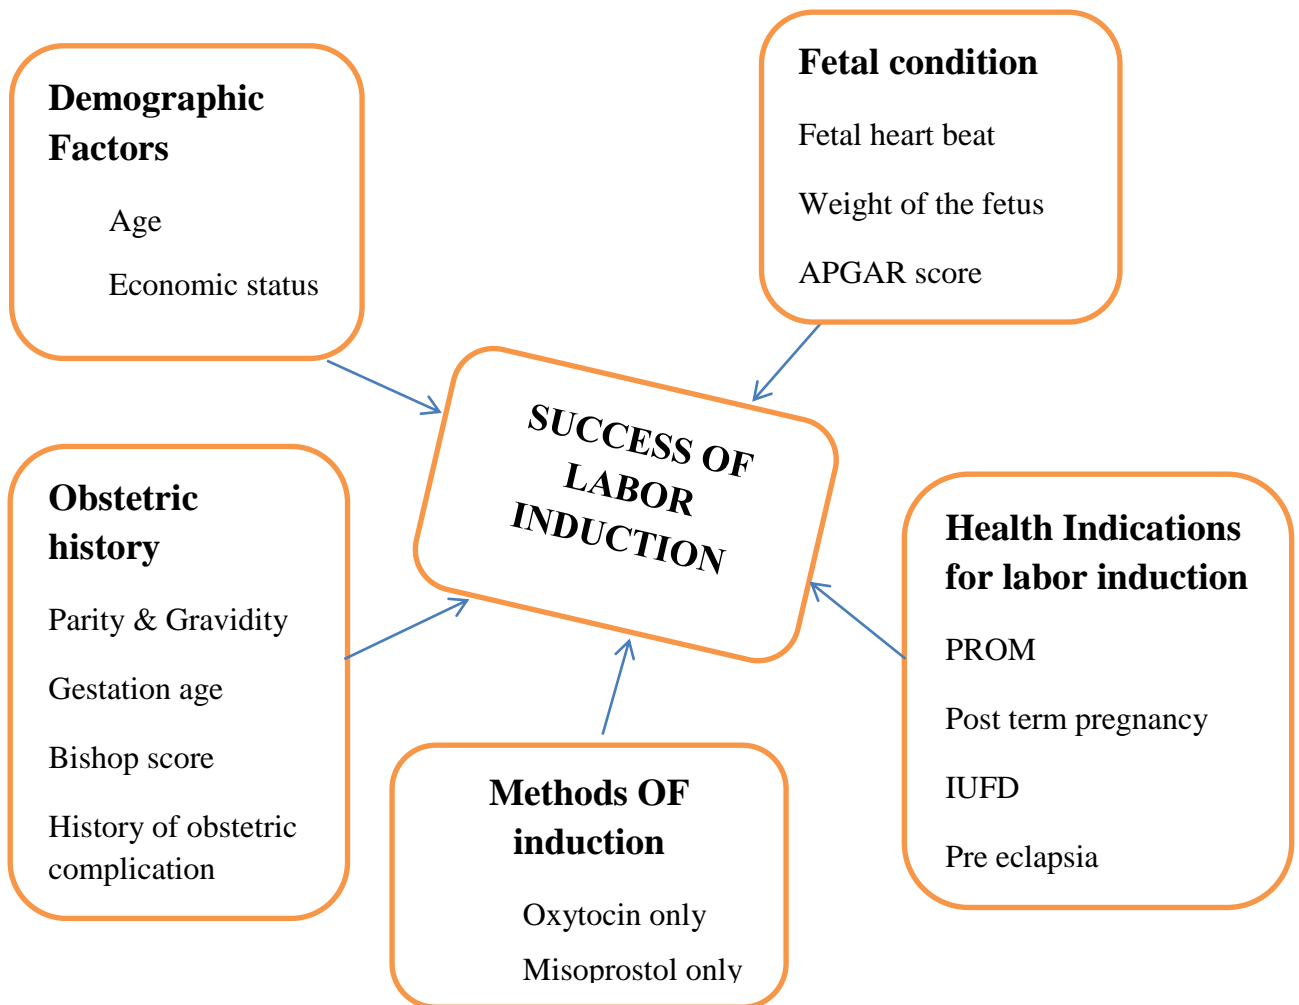 Demographic
Factors
Age
Economic status
Fetal condition
Fetal heart beat
Weight of the fetus
APGAR score
SUCCESS OF
LABOR
INDUCTION
Obstetric
history
Parity & Gravidity
Gestation age
Bishop score
History of obstetric
complication
Health Indications
for labor induction
PROM
Post term pregnancy
IUFD
Pre eclapsia
Methods OF
induction
Oxytocin only
Misoprostol only